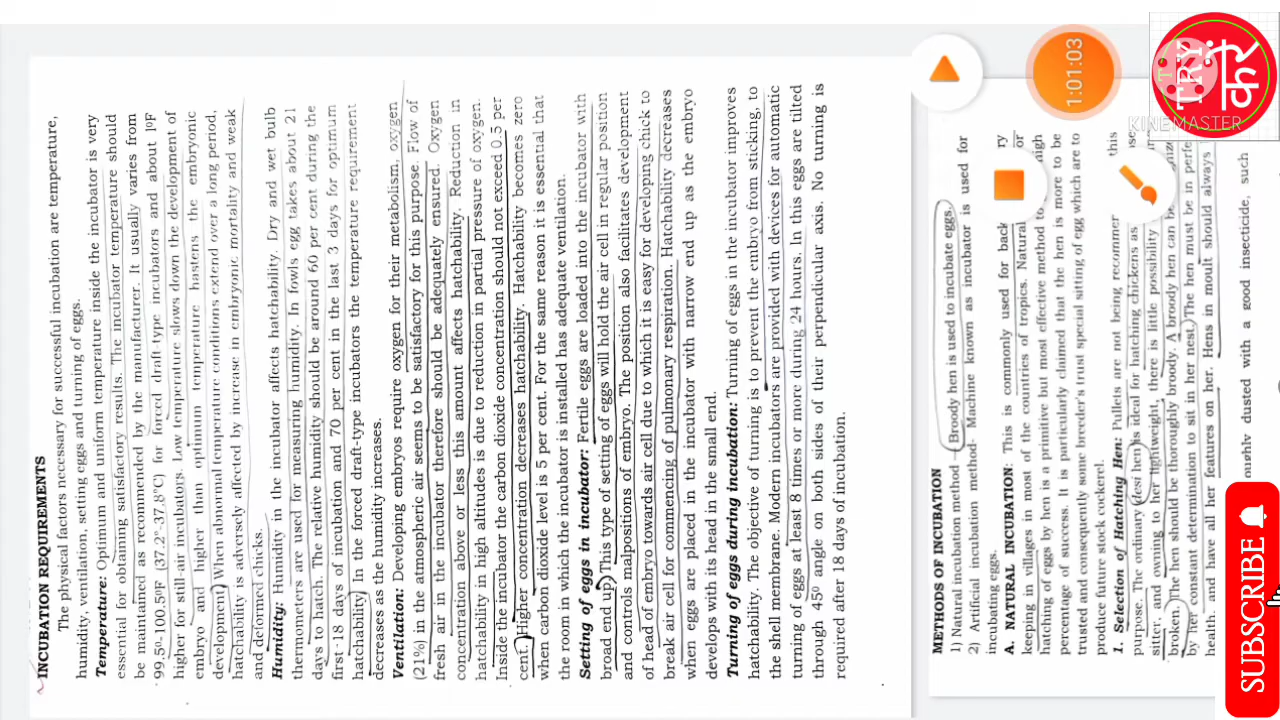 INCUBATION REQUIREMENTS
The physical factors neccessary for successful incubation are temperature,
humidity, ventilation, setting eggs and turning of eggs.
Temperature: Optimum and uniform temperature inside the incubator is very
essential for obtaining satisfactory results. The incubator temperature should
be maintained as recommended by the manufacturer. It usually varies from
99.5º-100.5ºF (37.2º-37.8ºC) for forced draft-type incubators and about 1ºF
higher for still-air incubators. Low temperature slows down the development of
embryo and higher than optimum temperature hastens the embryonic
development) When abnormal temperature conditions extend over a long period,
hatchability is adversely affected by increase in embryonic mortality and weak
and deformed chicks.
Humidity: Humidity in the incubator affects hatchability. Dry and wet bulb
thermometers are used for measuring humidity. In fowls egg takes about 21
days to hatch. The relative humidity should be around 60 per cent during the
first-18 days of incubation and 70 per cent in the last 3 days for optimum
hatchability) In the forced draft-type incubators the temperature requirement
decreases as the humidity increases.
Ventilation: Developing embryos require oxygen for their metabolism, oxygen
(21%) in the atmospheric air seems to be satisfactory for this purpose. Flow of
fresh air in the incubator therefore should be adequately ensured. Oxygen
concentration above or less this amount affects hatchability. Reduction in
hatchability in high altitudes is due to reduction in partial pressure of oxygen.
Inside the incubator the carbon dioxide concentration should not exceed 0.5 per
cent.) Higher concentration decreases hatchability. Hatchability becomes zero
when carbon dioxide level is 5 per cent. For the same reason it is essential that
the room in which the incubator is installed has adequate ventilation.
Setting of eggs in incubator: Fertile eggs are loaded into the incubator with
broad end up) This type of setting of eggs will hold the air cell in regular position
and controls malpositions of embryo. The position also facilitates development
of head of embryo towards air cell due to which it is easy for developing chick to
break air cell for commencing of pulmonary respiration. Hatchability decreases
when eggs are placed in the incubator with narrow end up as the embryo
develops with its head in the small end.
Turning of eggs during incubation: Turning of eggs in the incubator improves
hatchability. The objective of turning is to prevent the embryo from sticking, to
the shell membrane. Modern incubators are provided with devices for automatic
turning of eggs at least 8 times or more during 24 hours. In this eggs are tilted
through 45º angle on both sides of their perpendicular axis. No turning is
required after 18 days of incubation.
METHODS OF INCUBATION
1) Natural incubation method - Broody hen is used to incubate eggs.
2) Artificial incubation method- Machine known as incubator is used for
incubating eggs.
A. NATURAL INCUBATION: This is commonly used for back ry
keeping in villages in most of the countries of tropics. Natural or
hatching of eggs by hen is a primitive but most effective method to high
percentage of success. It is particularly claimed that the hen is more to be
trusted and consequently some breeder's trust special sitting of egg which are to
produce future stock cockerel.
1. Selection of Hatching Hen: Pullets are not being recommer this
purpose. The ordinary (desi hen) is ideal for hatching chickens as
sitter, and owning to her lightweight, there is little possibility
broken.) The hen should be thoroughly broody. A broody hen can be
by her constant determination to sit in her nest.) The hen must be in perfe
health, and have all her features on her. Hens in moult should always
dusted with a good insecticide, such
1:01:03
TRY
करे
KINEMASTER
SUBSCRIBE